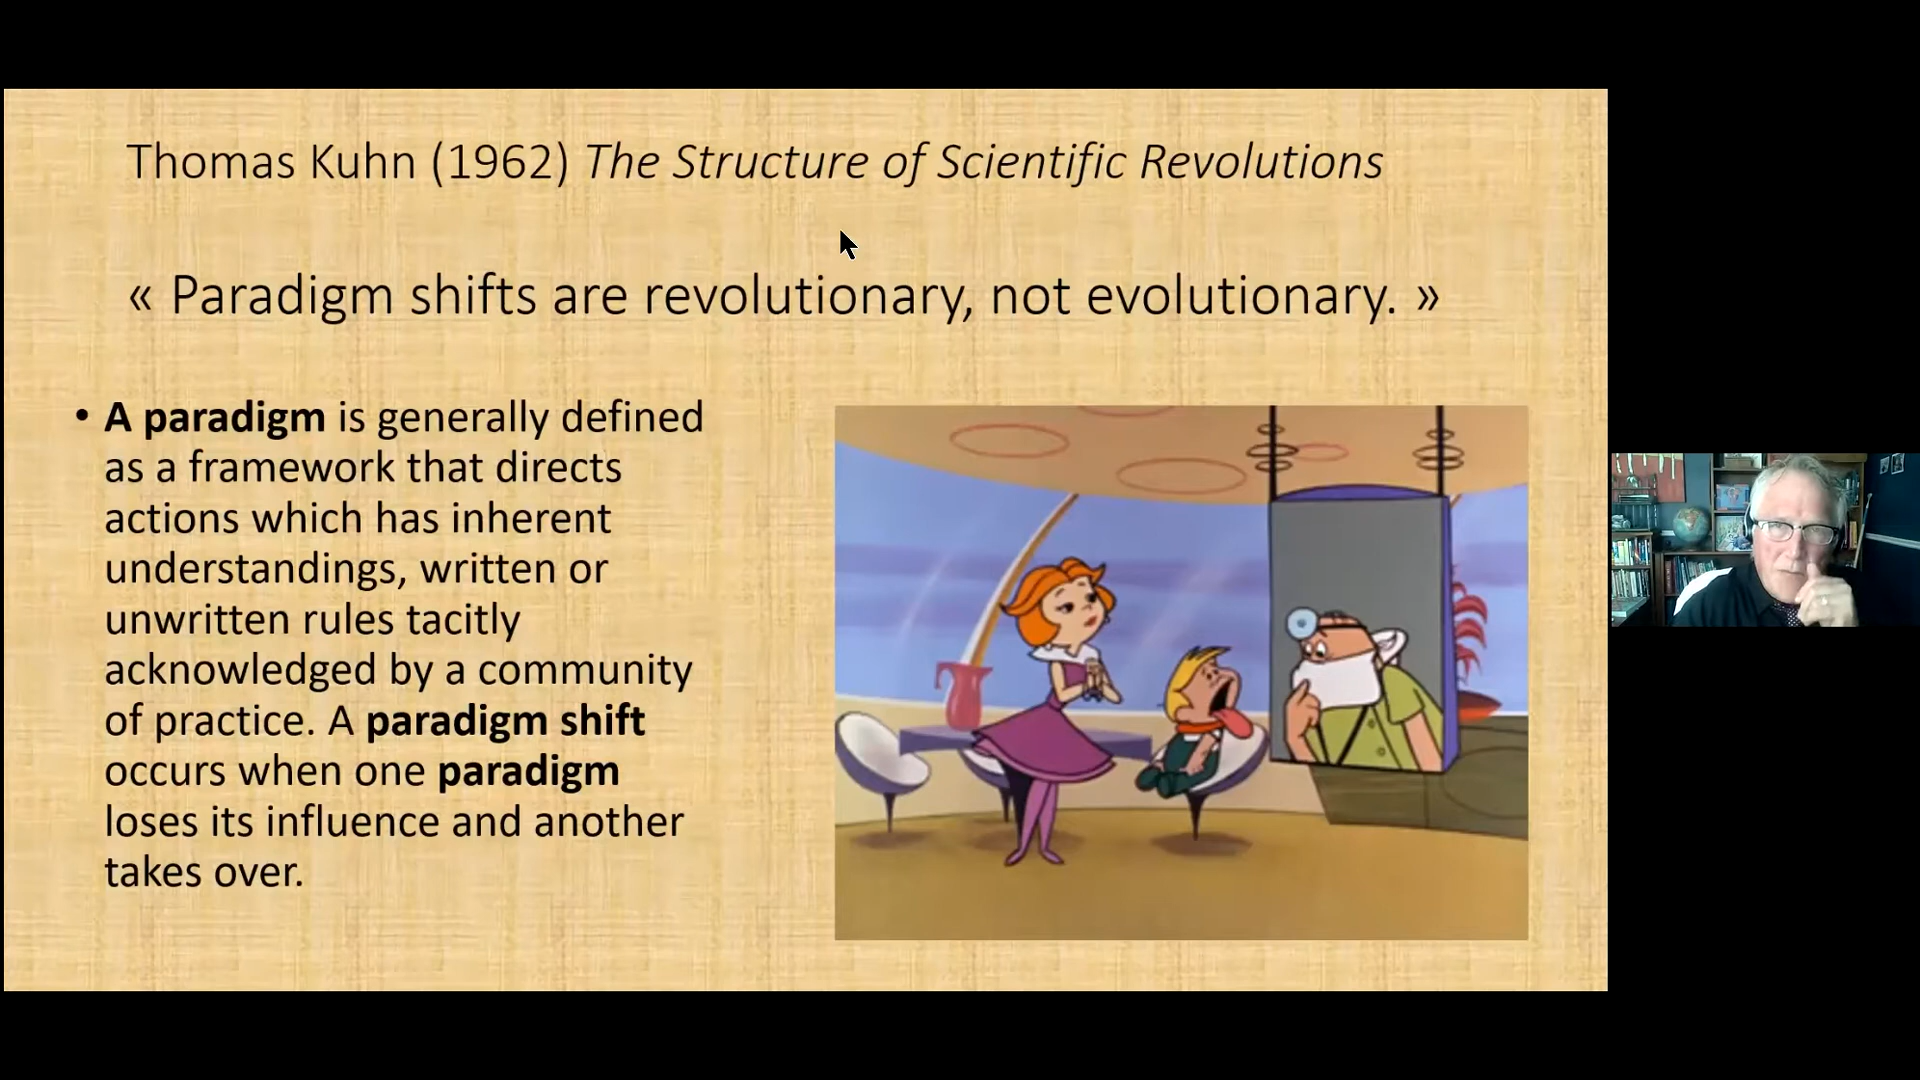 Thomas Kuhn (1962) The Structure of Scientific Revolutions
« Paradigm shifts are revolutionary, not evolutionary. »
• A paradigm is generally defined
as a framework that directs
actions which has inherent
understandings, written or
unwritten rules tacitly
acknowledged by a community
of practice. A paradigm shift
occurs when one paradigm
loses its influence and another
takes over.